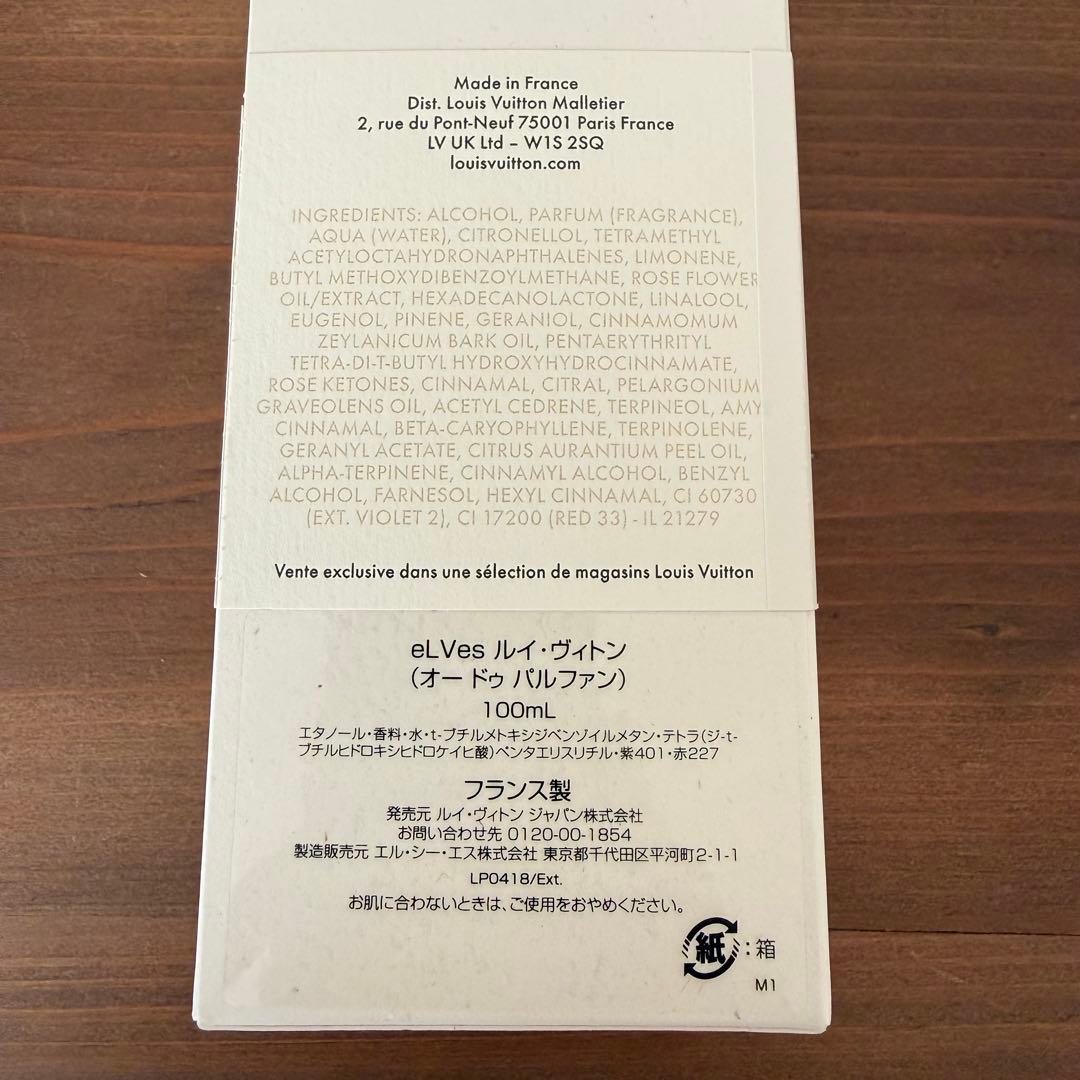 Made in France
Dist. Louis Vuitton Malletier
2, rue du Pont-Neuf 75001 Paris France
LV UK Ltd – W1S 2SQ
louisvuitton.com
INGREDIENTS: ALCOHOL, PARFUM (FRAGRANCE),
AQUA (WATER), CITRONELLOL, TETRAMETHYL
ACETYLOCTAHYDRONAPHTHALENES, LIMONENE,
BUTYL METHOXYDIBENZOYLMETHANE, ROSE FLOWER
OIL/EXTRACT, HEXADECANOLACTONE, LINALOOL,
EUGENOL, PINENE, GERANIOL, CINNAMOMUM
ZEYLANICUM BARK OIL, PENTAERYTHRITYL
TETRA-DI-T-BUTYL HYDROXYHYDROCINNAMATE,
ROSE KETONES, CINNAMAL, CITRAL, PELARGONIUM
GRAVEOLENS OIL, ACETYL CEDRENE, TERPINEOL, AMY
CINNAMAL, BETA-CARYOPHYLLENE, TERPINOLENE,
GERANYL ACETATE, CITRUS AURANTIUM PEEL OIL,
ALPHA-TERPINENE, CINNAMYL ALCOHOL, BENZYL
ALCOHOL, FARNESOL, HEXYL CINNAMAL, CI 60730
(EXT. VIOLET 2), CI 17200 (RED 33) - IL 21279
Vente exclusive dans une sélection de magasins Louis Vuitton
eLVes ルイ・ヴィトン
(オー ドゥ パルファン)
100mL
エタノール・香料・水・t-ブチルメトキシジベンゾイルメタン・テトラ(ジ-t-
ブチルヒドロキシヒドロケイヒ酸)ペンタエリスリチル・紫401・赤227
フランス製
発売元 ルイ・ヴィトン ジャパン株式会社
お問い合わせ先 0120-00-1854
製造販売元 エル・シー・エス株式会社 東京都千代田区平河町2-1-1
LP0418/Ext.
お肌に合わないときは、ご使用をおやめください。
紙:箱
M1